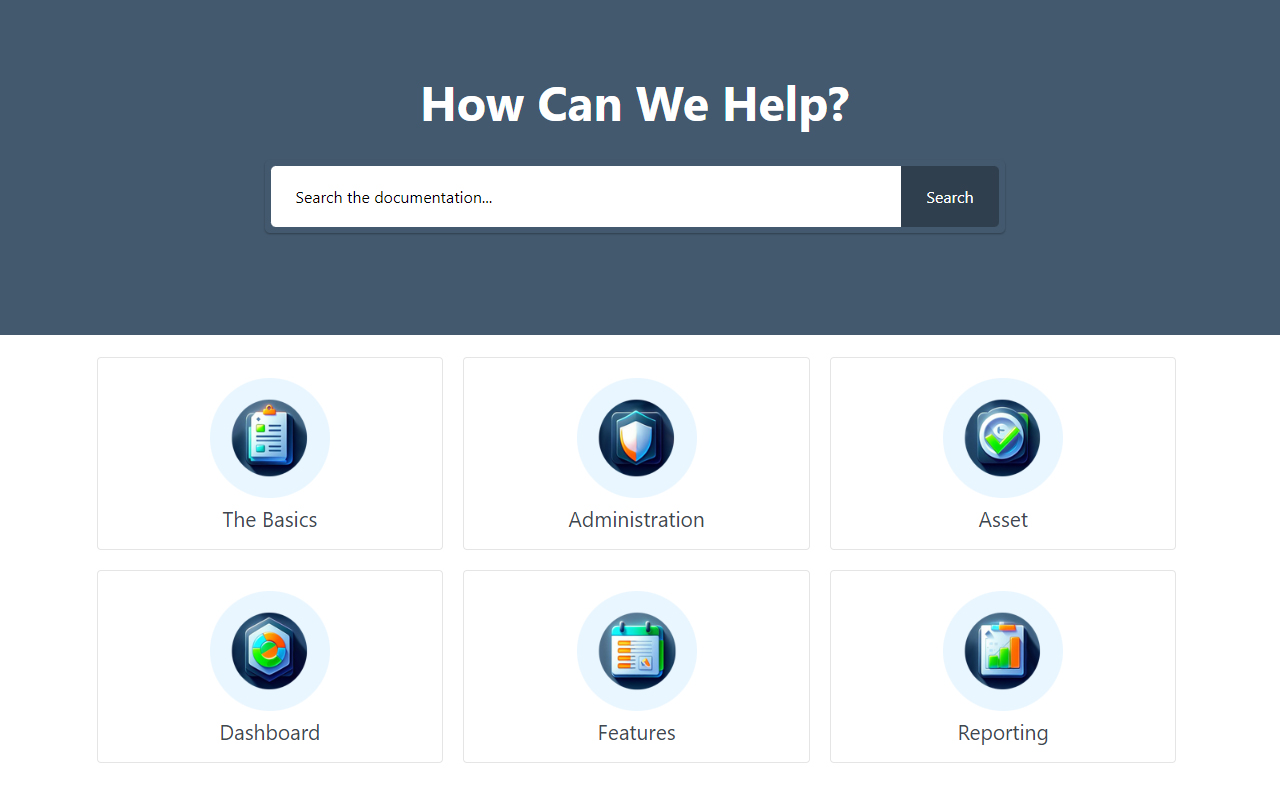 How Can We Help?
Search the documentation...
Search
The Basics
Administration
Asset
Dashboard
Features
Reporting